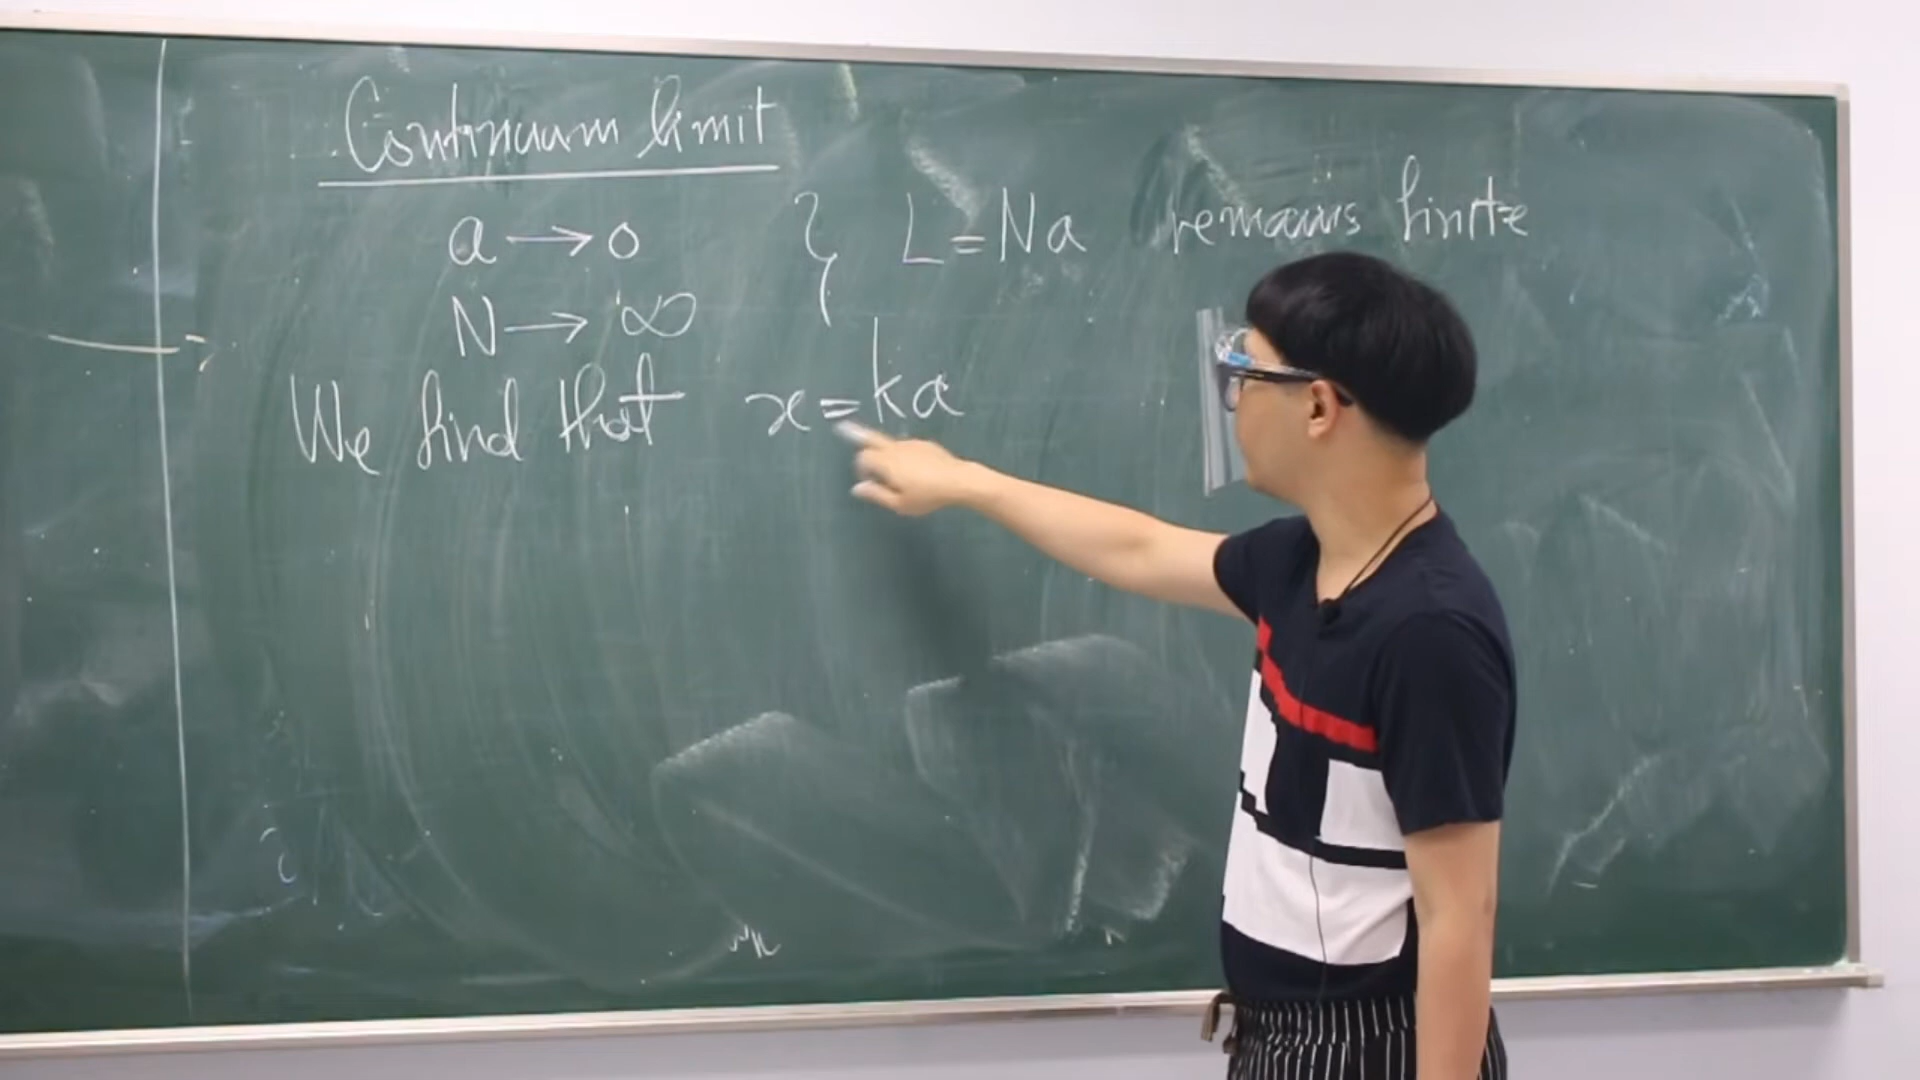 Continuum limit
a → 0 } L = Na remains finite
N → ∞
We find that x = ka